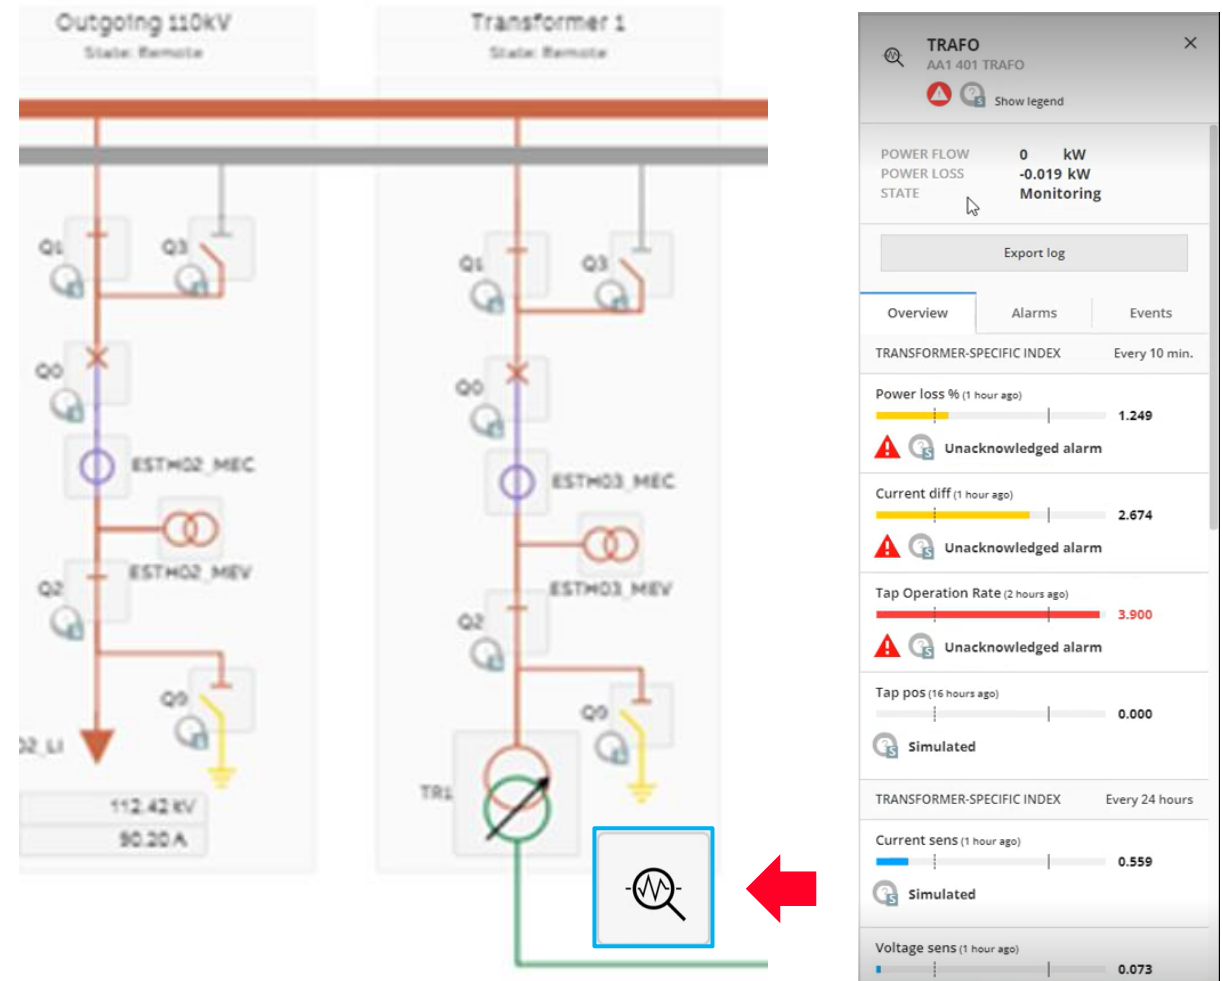 Outgoing 110kV
State: Remote
Transformer 1
State: Remote
Q1
Q3
Q0
ESTH02_MEC
ESTH02_MEV
Q2
Q9
02_LI
112.42 kV
90.20 A
Q1
Q3
Q0
ESTH03_MEC
ESTH03_MEV
Q2
Q9
TR1
TRAFO
AA1 401 TRAFO
Show legend
POWER FLOW 0 kW
POWER LOSS -0.019 kW
STATE Monitoring
Export log
Overview Alarms Events
TRANSFORMER-SPECIFIC INDEX Every 10 min.
Power loss % (1 hour ago)
1.249
Unacknowledged alarm
Current diff (1 hour ago)
2.674
Unacknowledged alarm
Tap Operation Rate (2 hours ago)
3.900
Unacknowledged alarm
Tap pos (16 hours ago)
0.000
Simulated
TRANSFORMER-SPECIFIC INDEX Every 24 hours
Current sens (1 hour ago)
0.559
Simulated
Voltage sens (1 hour ago)
0.073